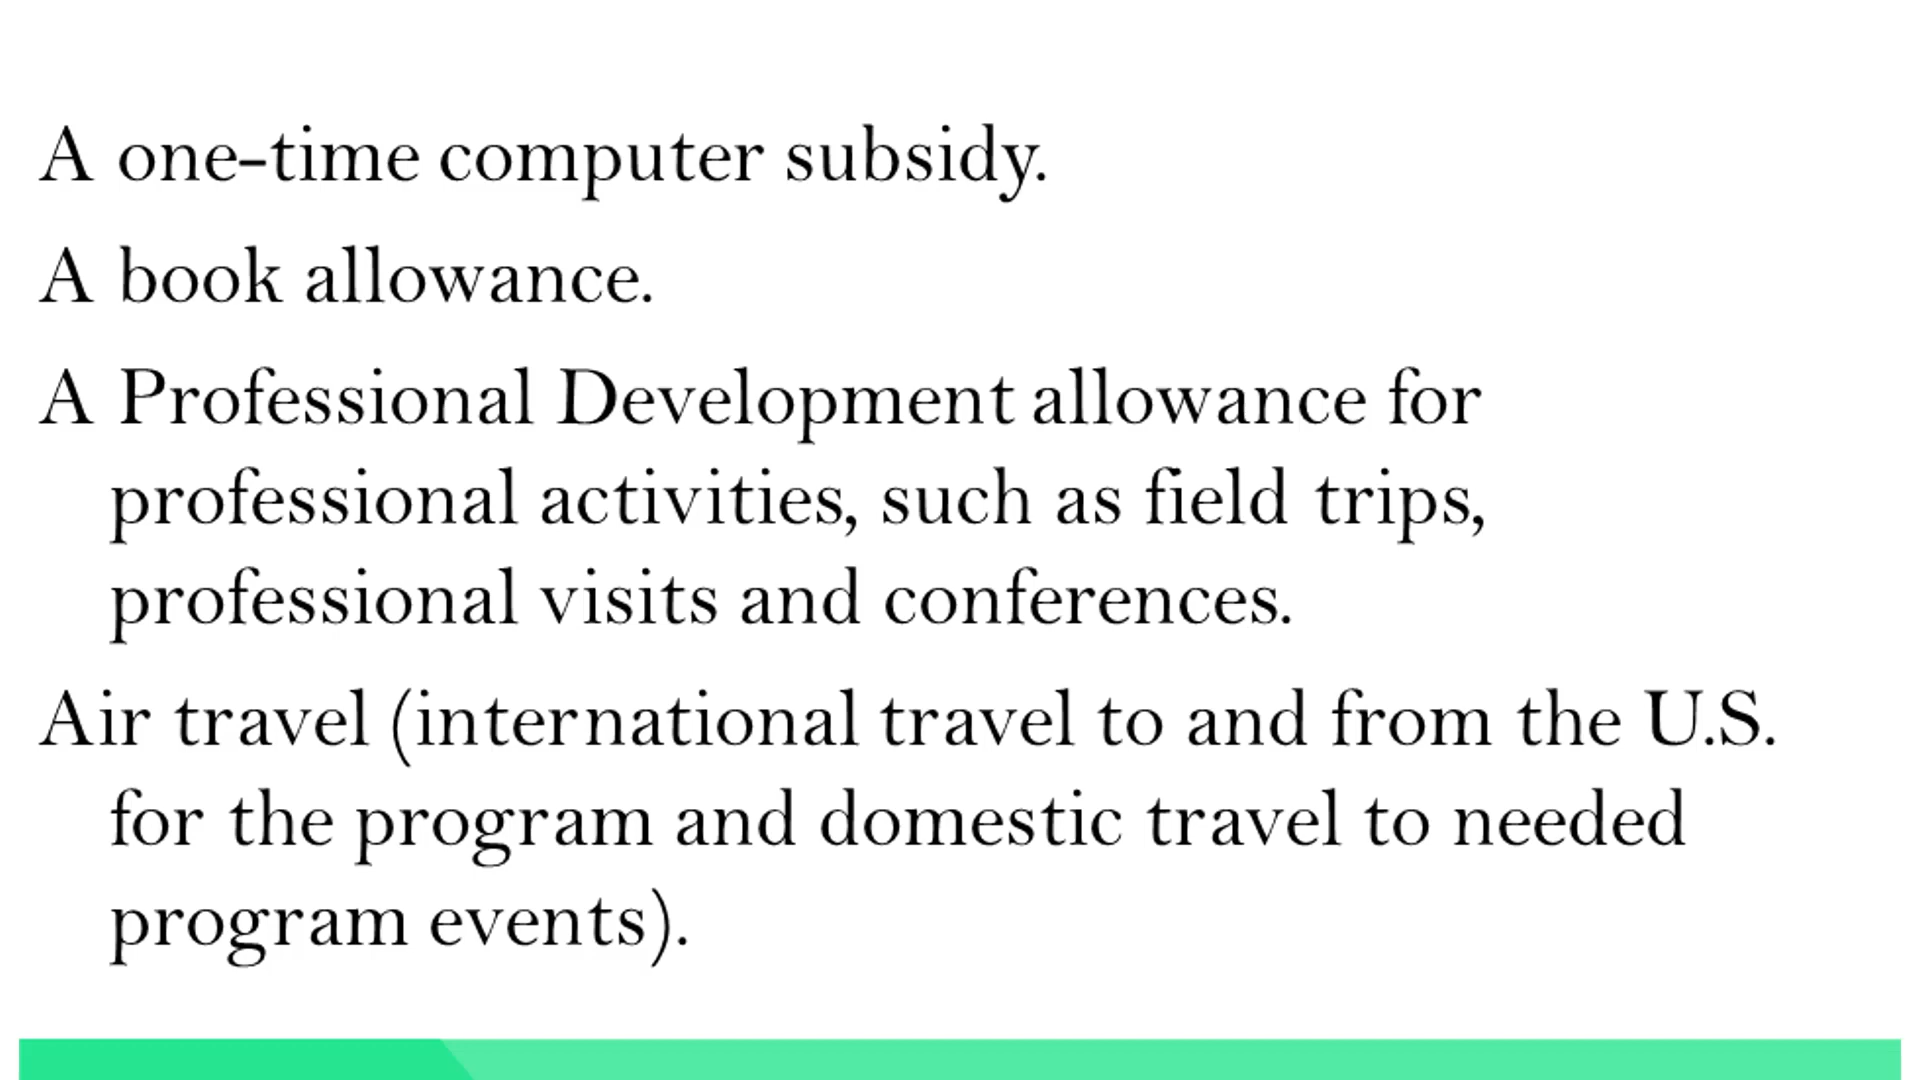 A one-time computer subsidy.
A book allowance.
A Professional Development allowance for
professional activities, such as field trips,
professional visits and conferences.
Air travel (international travel to and from the U.S.
for the program and domestic travel to needed
program events).